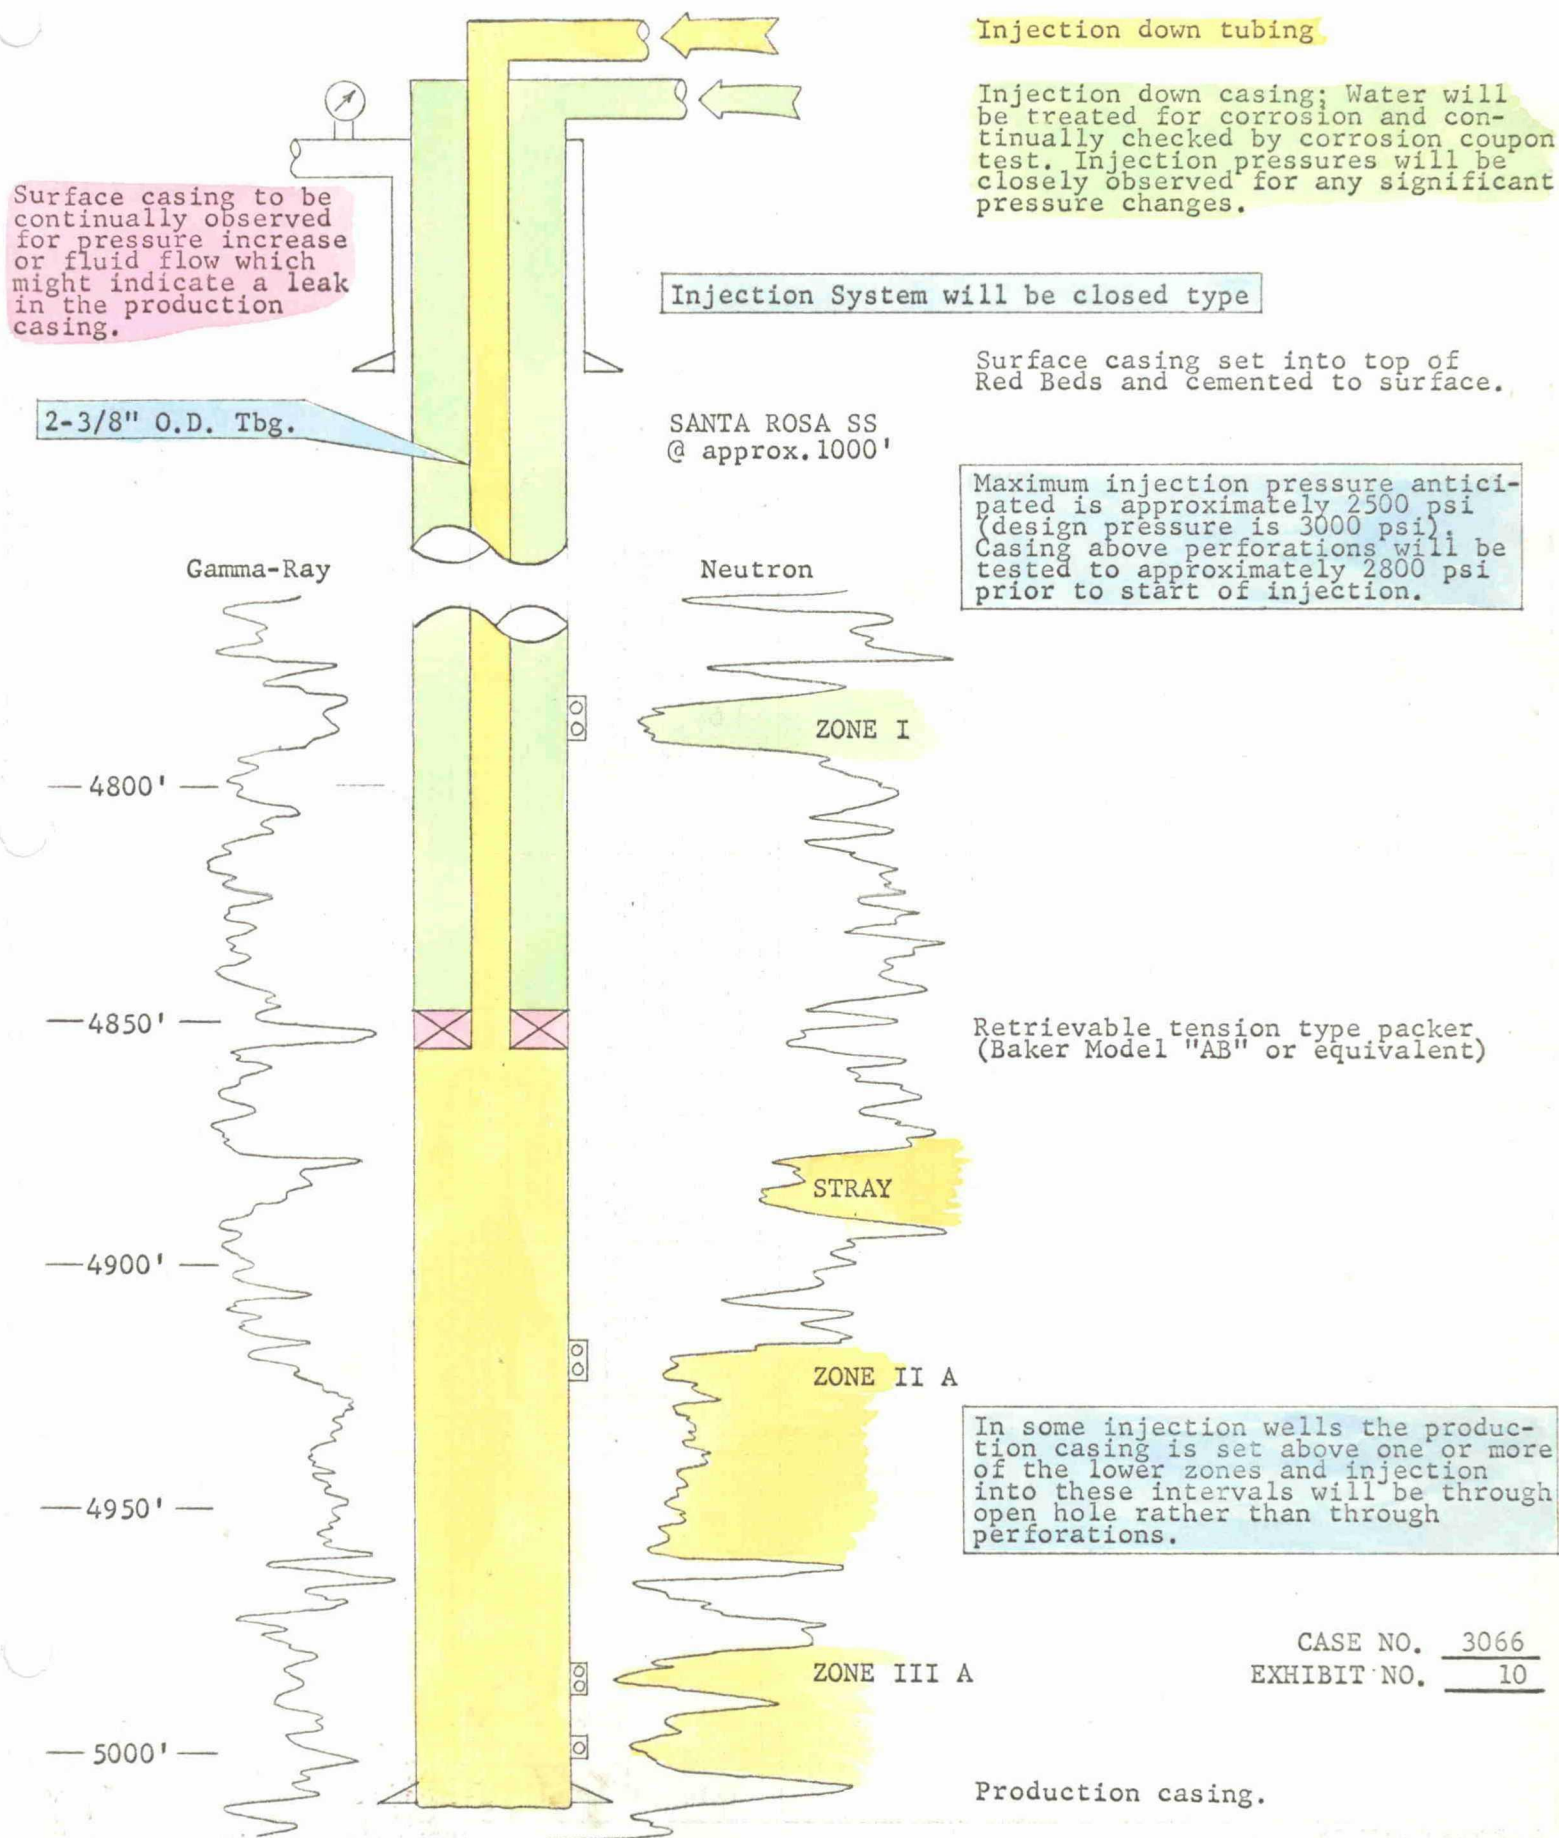 Injection down tubing
Injection down casing; Water will
be treated for corrosion and con-
tinually checked by corrosion coupon
test. Injection pressures will be
closely observed for any significant
pressure changes.
Surface casing to be
continually observed
for pressure increase
or fluid flow which
might indicate a leak
in the production
casing.
Injection System will be closed type
Surface casing set into top of
Red Beds and cemented to surface.
2-3/8" O.D. Tbg.
SANTA ROSA SS
@ approx. 1000'
Maximum injection pressure antici-
pated is approximately 2500 psi
(design pressure is 3000 psi).
Casing above perforations will be
tested to approximately 2800 psi
prior to start of injection.
Gamma-Ray
Neutron
ZONE I
4800'
4850'
Retrievable tension type packer
(Baker Model "AB" or equivalent)
STRAY
4900'
ZONE II A
In some injection wells the produc-
tion casing is set above one or more
of the lower zones and injection
into these intervals will be through
open hole rather than through
perforations.
4950'
CASE NO. 3066
EXHIBIT NO. 10
ZONE III A
5000'
Production casing.